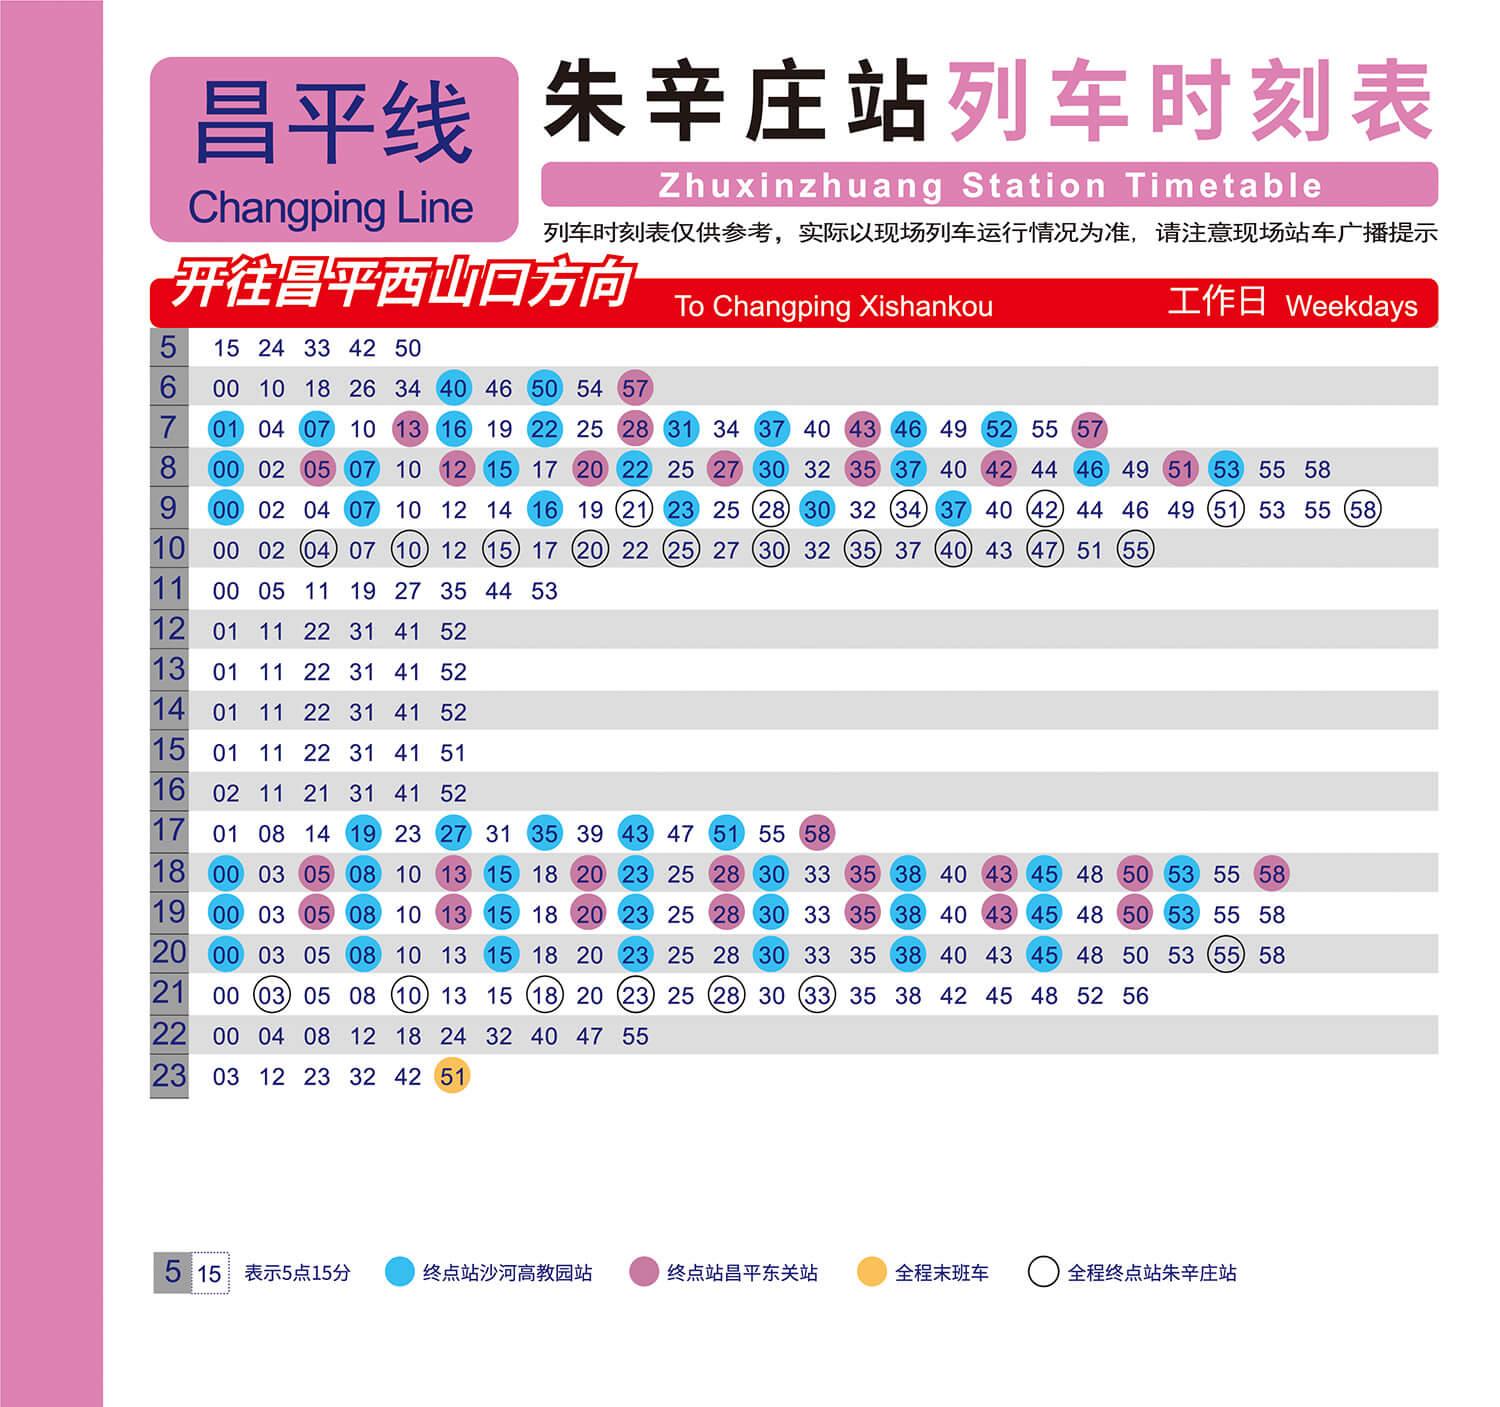 昌平线
Changping Line
朱辛庄站列车时刻表
Zhuxinzhuang Station Timetable
列车时刻表仅供参考，实际以现场列车运行情况为准，请注意现场站车广播提示
开往昌平西山口方向 To Changping Xishankou 工作日 Weekdays
5 15 24 33 42 50
6 00 10 18 26 34 40 46 50 54 57
7 01 04 07 10 13 16 19 22 25 28 31 34 37 40 43 46 49 52 55 57
8 00 02 05 07 10 12 15 17 20 22 25 27 30 32 35 37 40 42 44 46 49 51 53 55 58
9 00 02 04 07 10 12 14 16 19 21 23 25 28 30 32 34 37 40 42 44 46 49 51 53 55 58
10 00 02 04 07 10 12 15 17 20 22 25 27 30 32 35 37 40 43 47 51 55
11 00 05 11 19 27 35 44 53
12 01 11 22 31 41 52
13 01 11 22 31 41 52
14 01 11 22 31 41 52
15 01 11 22 31 41 51
16 02 11 21 31 41 52
17 01 08 14 19 23 27 31 35 39 43 47 51 55 58
18 00 03 05 08 10 13 15 18 20 23 25 28 30 33 35 38 40 43 45 48 50 53 55 58
19 00 03 05 08 10 13 15 18 20 23 25 28 30 33 35 38 40 43 45 48 50 53 55 58
20 00 03 05 08 10 13 15 18 20 23 25 28 30 33 35 38 40 43 45 48 50 53 55 58
21 00 03 05 08 10 13 15 18 20 23 25 28 30 33 35 38 42 45 48 52 56
22 00 04 08 12 18 24 32 40 47 55
23 03 12 23 32 42 51
5 15 表示5点15分 终点站沙河高教园站 终点站昌平东关站 全程末班车 全程终点站朱辛庄站